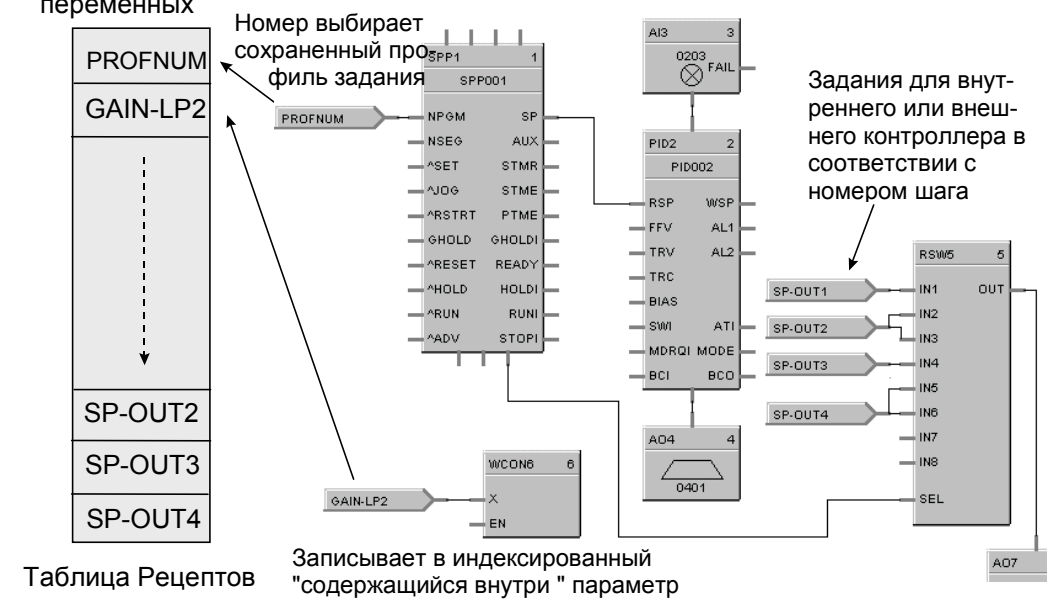 переменных
PROFNUM
GAIN-LP2
SP-OUT2
SP-OUT3
SP-OUT4
Таблица Рецептов
Номер выбирает
сохраненный про-
филь задания
PROFNUM
SPP1 1
SPP001
NPGM SP
NSEG AUX
^SET STMR
^JOG STME
^RSTRT PTME
GHOLD GHOLDI
^RESET READY
^HOLD HOLDI
^RUN RUNI
^ADV STOPI
AI3 3
0203
FAIL
PID2 2
PID002
RSP WSP
FFV AL1
TRV AL2
TRC
BIAS
SWI ATI
MDRQI MODE
BCI BCO
AO4 4
0401
GAIN-LP2
WCON6 6
X
EN
Записывает в индексированный
"содержащийся внутри " параметр
Задания для внут-
реннего или внеш-
него контроллера в
соответствии с
номером шага
SP-OUT1
SP-OUT2
SP-OUT3
SP-OUT4
RSW5 5
IN1 OUT
IN2
IN3
IN4
IN5
IN6
IN7
IN8
SEL
AO7